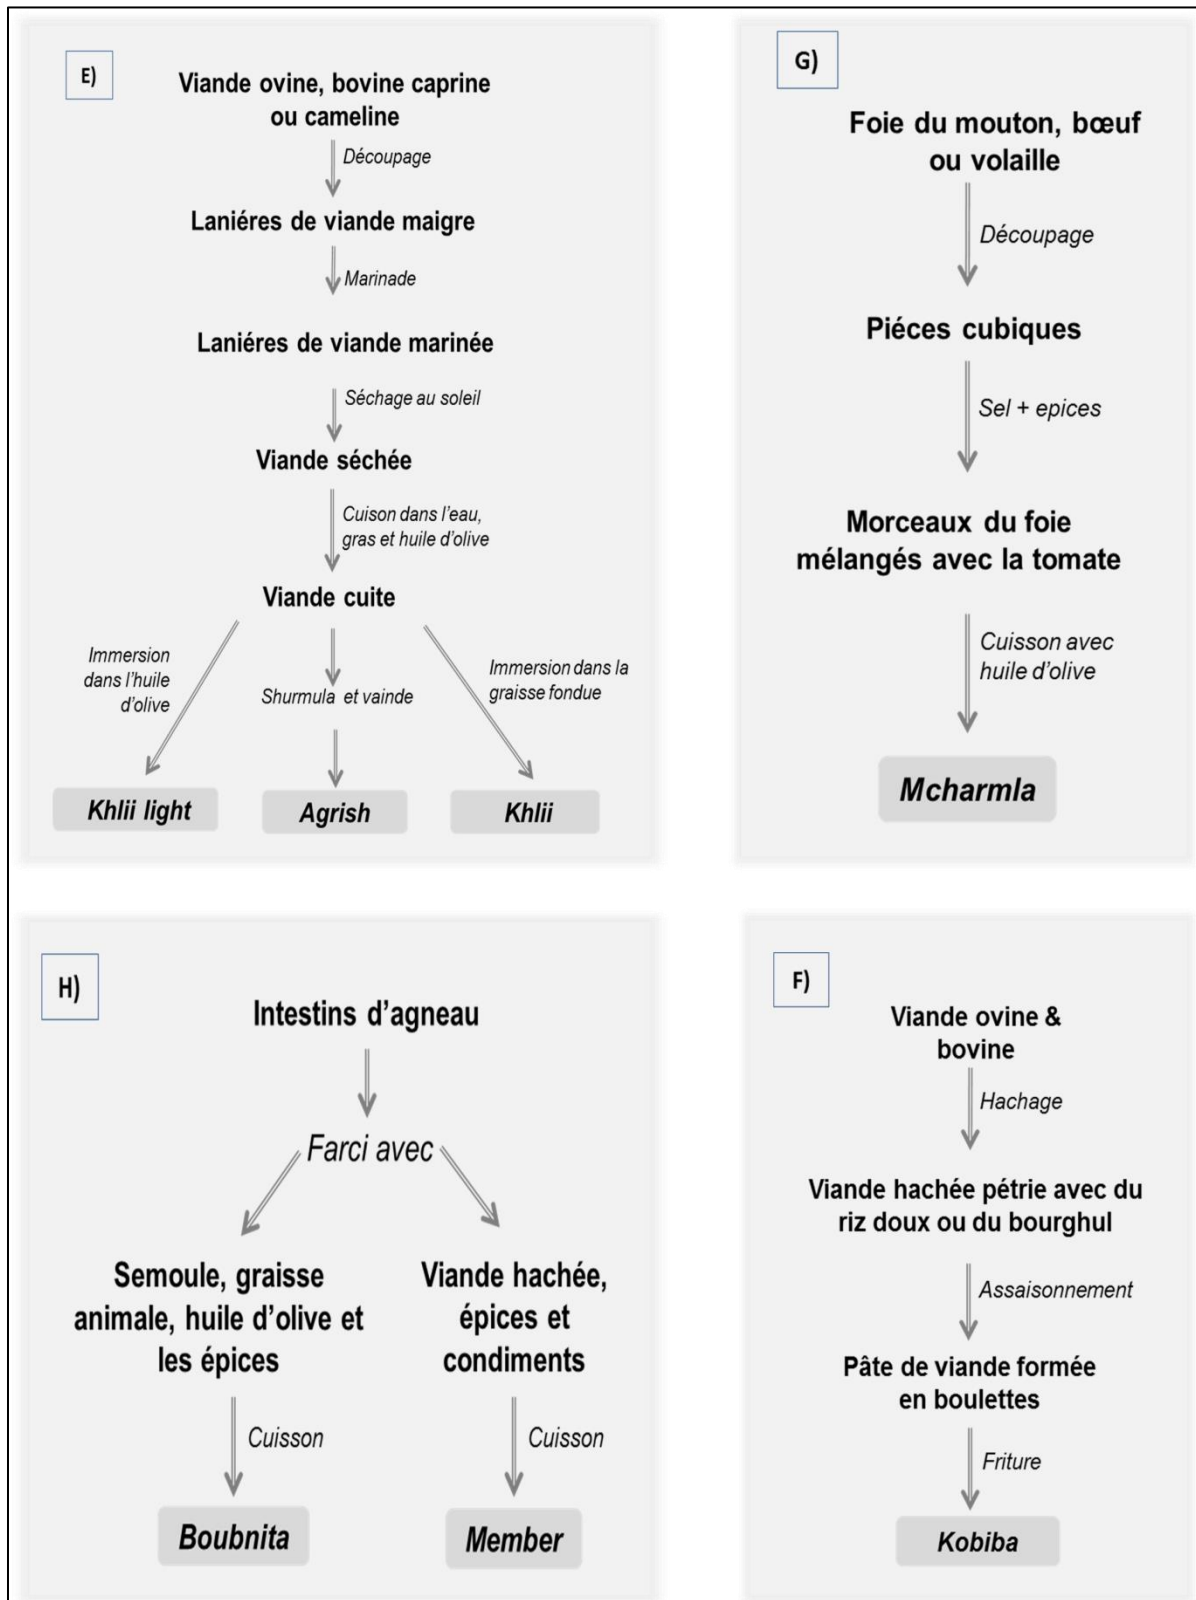 E)
Viande ovine, bovine caprine
ou cameline
Découpage
Laniéres de viande maigre
Marinade
Laniéres de viande marinée
Séchage au soleil
Viande séchée
Cuison dans l'eau,
gras et huile d'olive
Viande cuite
Immersion
dans l'huile
d'olive
Shurmula et vainde
Immersion dans la
graisse fondue
Khlii light
Agrish
Khlii
G)
Foie du mouton, bœuf
ou volaille
Découpage
Piéces cubiques
Sel + epices
Morceaux du foie
mélangés avec la tomate
Cuisson avec
huile d'olive
Mcharmla
H)
Intestins d'agneau
Farci avec
Semoule, graisse
animale, huile d'olive et
les épices
Cuisson
Boubnita
Viande hachée,
épices et
condiments
Cuisson
Member
F)
Viande ovine &
bovine
Hachage
Viande hachée pétrie avec du
riz doux ou du bourghul
Assaisonnement
Pâte de viande formée
en boulettes
Friture
Kobiba